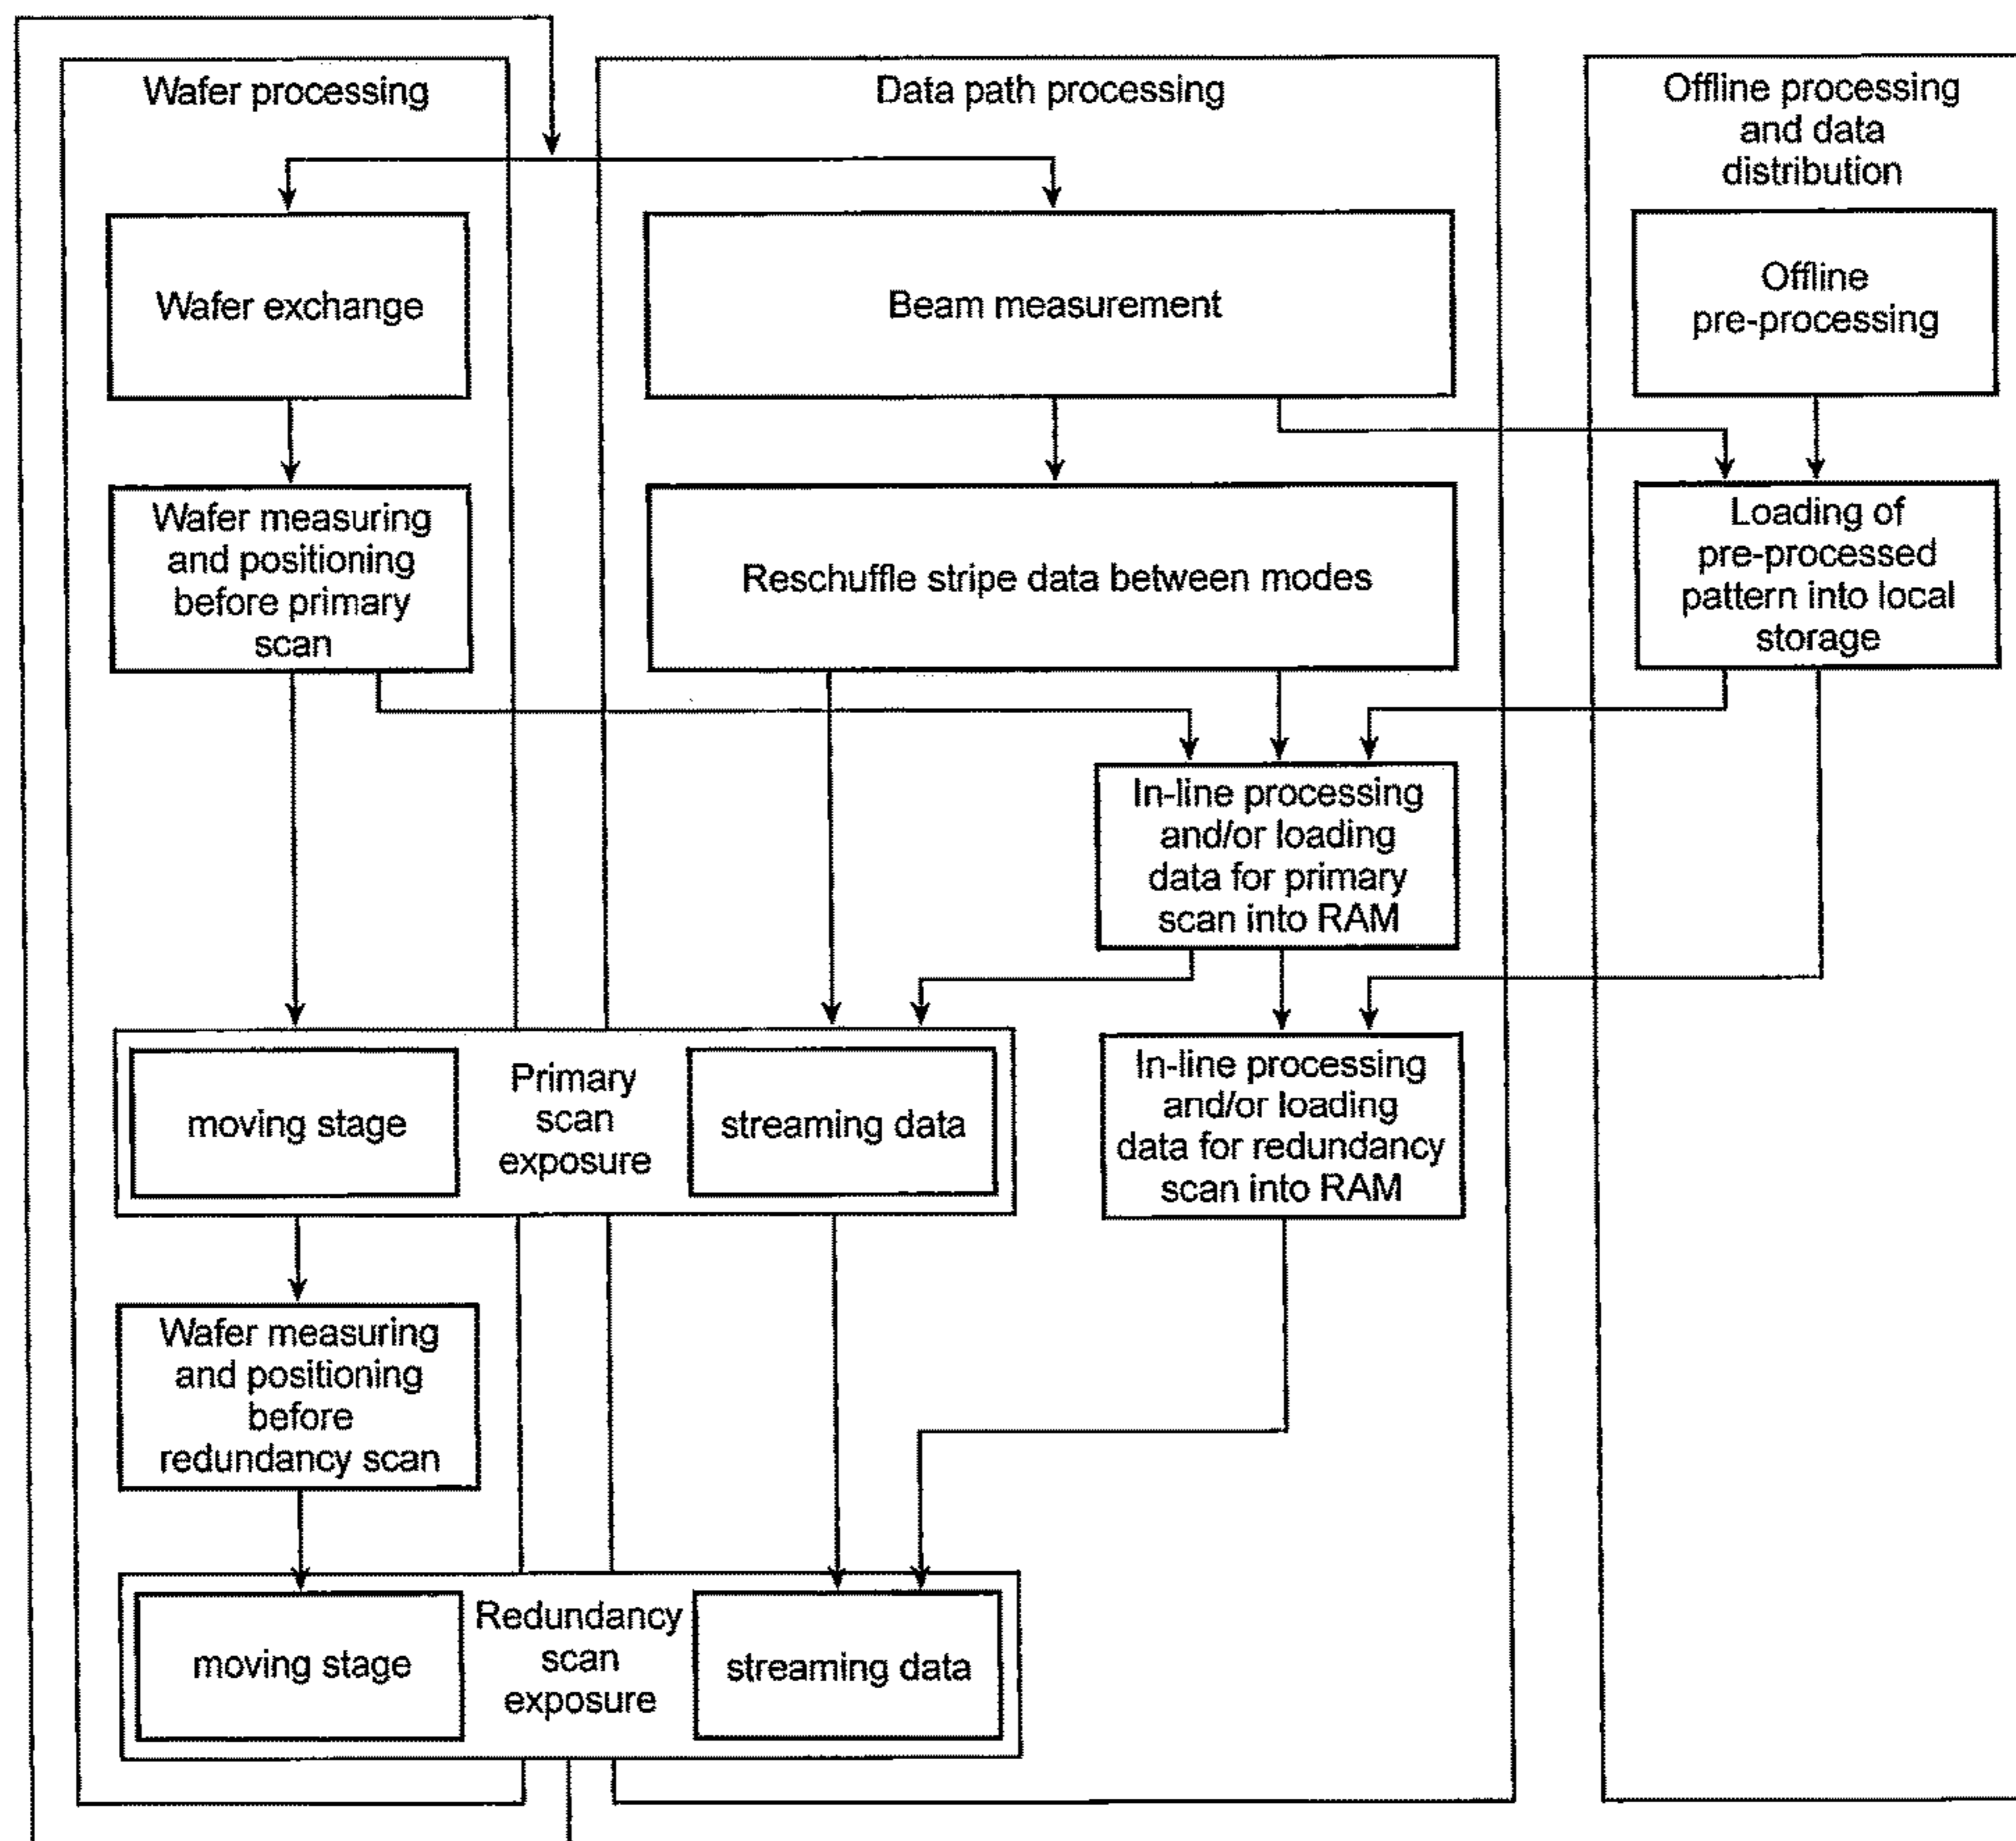 Wafer processing
Data path processing
Offline processing
and data
distribution
Wafer exchange
Beam measurement
Offline
pre-processing
Wafer measuring
and positioning
before primary
scan
Reschuffle stripe data between modes
Loading of
pre-processed
pattern into local
storage
In-line processing
and/or loading
data for primary
scan into RAM
moving stage
Primary
scan
exposure
streaming data
In-line processing
and/or loading
data for redundancy
scan into RAM
Wafer measuring
and positioning
before
redundancy scan
moving stage
Redundancy
scan
exposure
streaming data